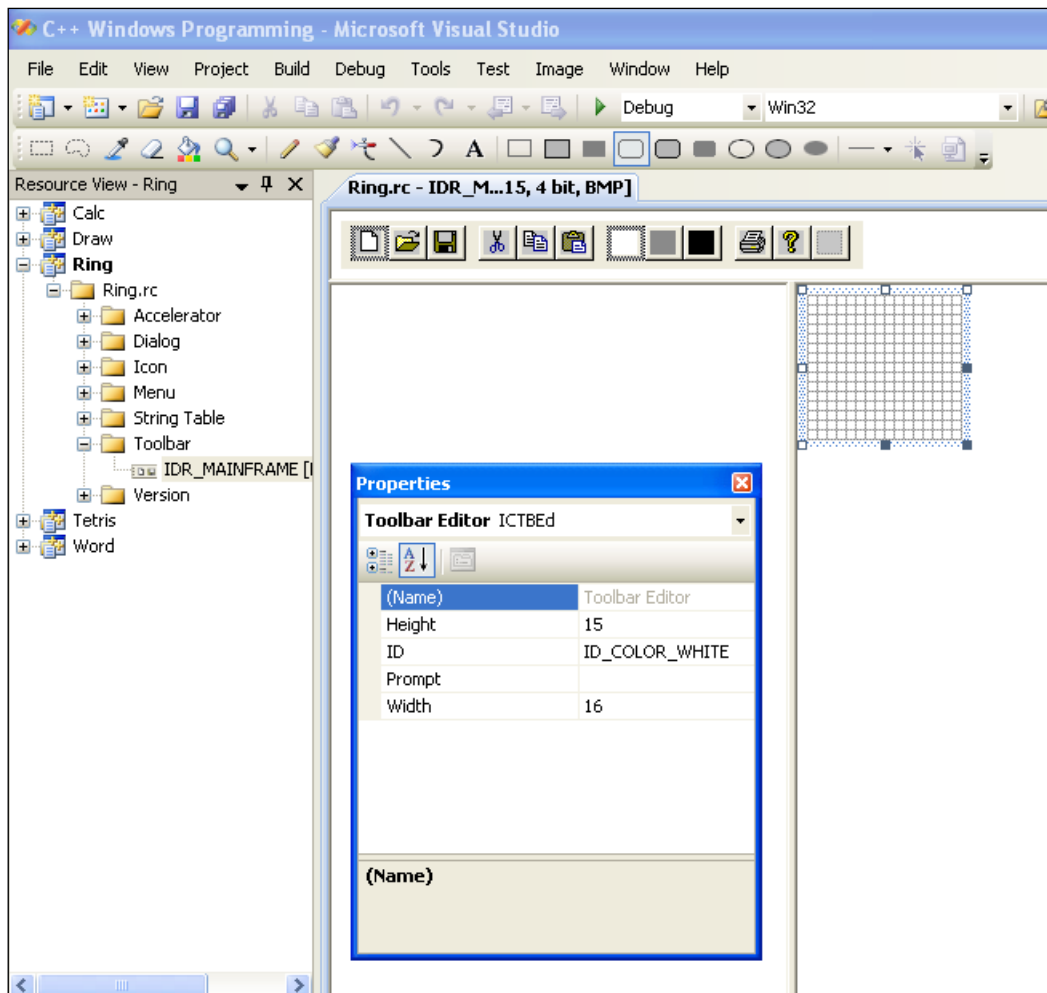 C++ Windows Programming - Microsoft Visual Studio
File Edit View Project Build Debug Tools Test Image Window Help
Debug Win32
A
Resource View - Ring
Ring.rc - IDR_M...15, 4 bit, BMP]
Calc
Draw
Ring
Ring.rc
Accelerator
Dialog
Icon
Menu
String Table
Toolbar
IDR_MAINFRAME [
Version
Tetris
Word
Properties
Toolbar Editor ICTBEd
A
Z
(Name) Toolbar Editor
Height 15
ID ID_COLOR_WHITE
Prompt
Width 16
(Name)